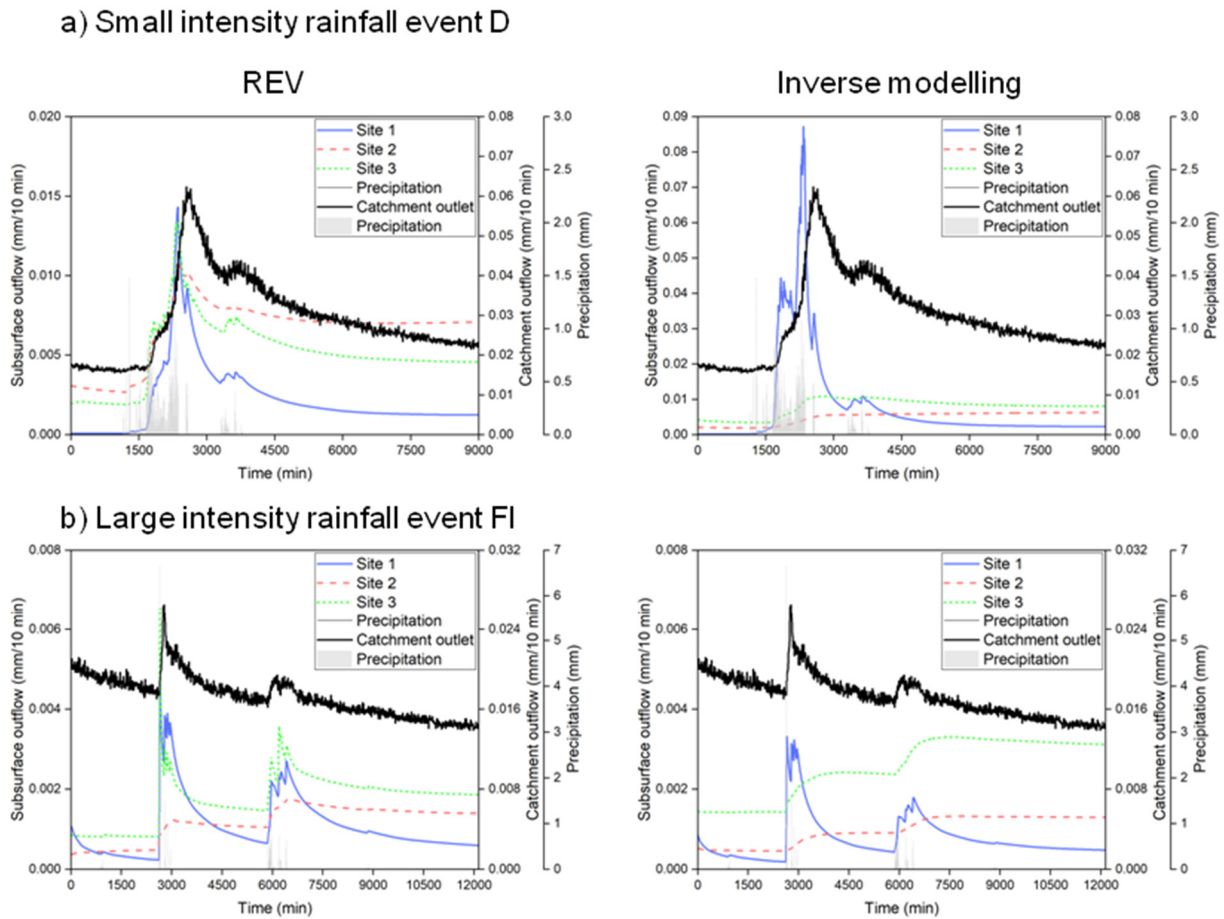 a) Small intensity rainfall event D
REV
Inverse modelling
Subsurface outflow (mm/10 min)
0.020
0.015
0.010
0.005
0.000
Site 1
Site 2
Site 3
Precipitation
Catchment outlet
Precipitation
0.08
0.07
0.06
0.05
0.04
0.03
0.02
0.01
0.00
Catchment outflow (mm/10 min)
3.0
2.5
2.0
1.5
1.0
0.5
0.0
Precipitation (mm)
0 1500 3000 4500 6000 7500 9000
Time (min)
Subsurface outflow (mm/10 min)
0.09
0.08
0.07
0.06
0.05
0.04
0.03
0.02
0.01
0.000
Site 1
Site 2
Site 3
Precipitation
Catchment outlet
Precipitation
0.08
0.07
0.06
0.05
0.04
0.03
0.02
0.01
0.00
Catchment outflow (mm/10 min)
3.0
2.5
2.0
1.5
1.0
0.5
0.0
Precipitation (mm)
0 1500 3000 4500 6000 7500 9000
Time (min)
b) Large intensity rainfall event FI
Subsurface outflow (mm/10 min)
0.008
0.006
0.004
0.002
0.000
Site 1
Site 2
Site 3
Precipitation
Catchment outlet
Precipitation
0.032
0.024
0.016
0.008
0.000
Catchment outflow (mm/10 min)
7
6
5
4
3
2
1
0
Precipitation (mm)
0 1500 3000 4500 6000 7500 9000 10500 12000
Time (min)
Subsurface outflow (mm/10 min)
0.008
0.006
0.004
0.002
0.000
Site 1
Site 2
Site 3
Precipitation
Catchment outlet
Precipitation
0.032
0.024
0.016
0.008
0.000
Catchment outflow (mm/10 min)
7
6
5
4
3
2
1
0
Precipitation (mm)
0 1500 3000 4500 6000 7500 9000 10500 12000
Time (min)